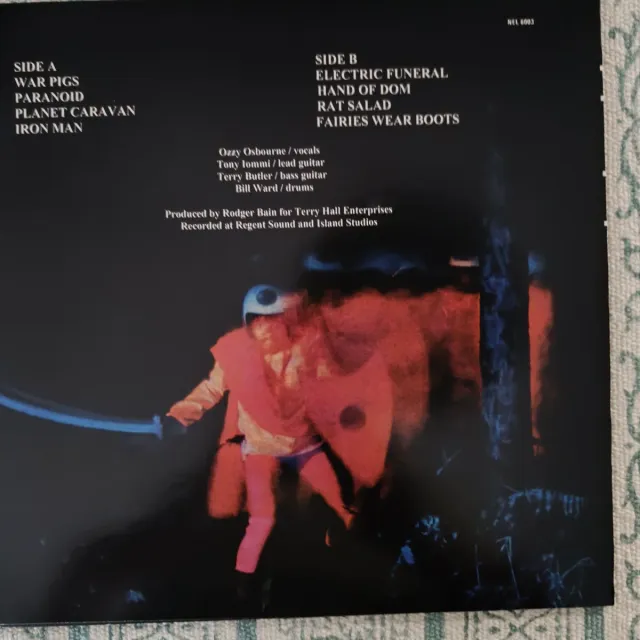 NEL 6003
SIDE A
WAR PIGS
PARANOID
PLANET CARAVAN
IRON MAN
SIDE B
ELECTRIC FUNERAL
HAND OF DOM
RAT SALAD
FAIRIES WEAR BOOTS
Ozzy Osbourne / vocals
Tony Iommi / lead guitar
Terry Butler / bass guitar
Bill Ward / drums
Produced by Rodger Bain for Terry Hall Enterprises
Recorded at Regent Sound and Island Studios